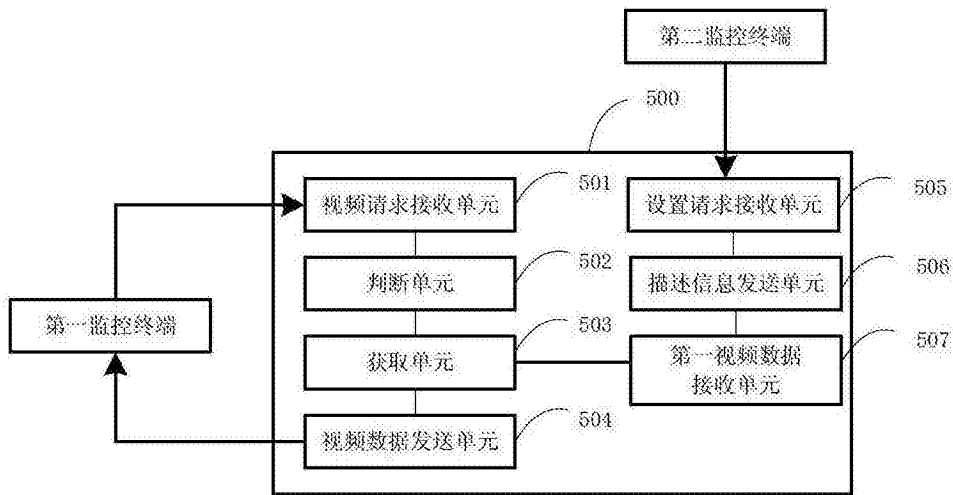 第二监控终端
500
视频请求接收单元
501
设置请求接收单元
505
判断单元
502
描述信息发送单元
506
第一监控终端
获取单元
503
第一视频数据
接收单元
507
视频数据发送单元
504